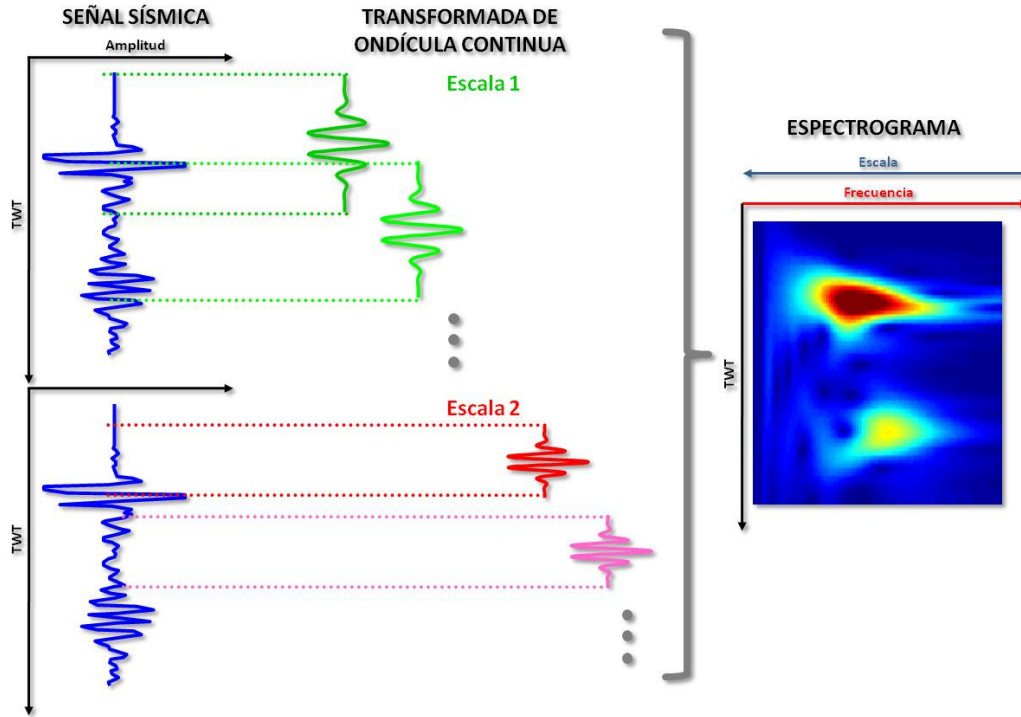 SEÑAL SÍSMICA
TRANSFORMADA DE
ONDÍCULA CONTINUA
Amplitud
TWT
Escala 1
TWT
Escala 2
ESPECTROGRAMA
Escala
Frecuencia
TWT